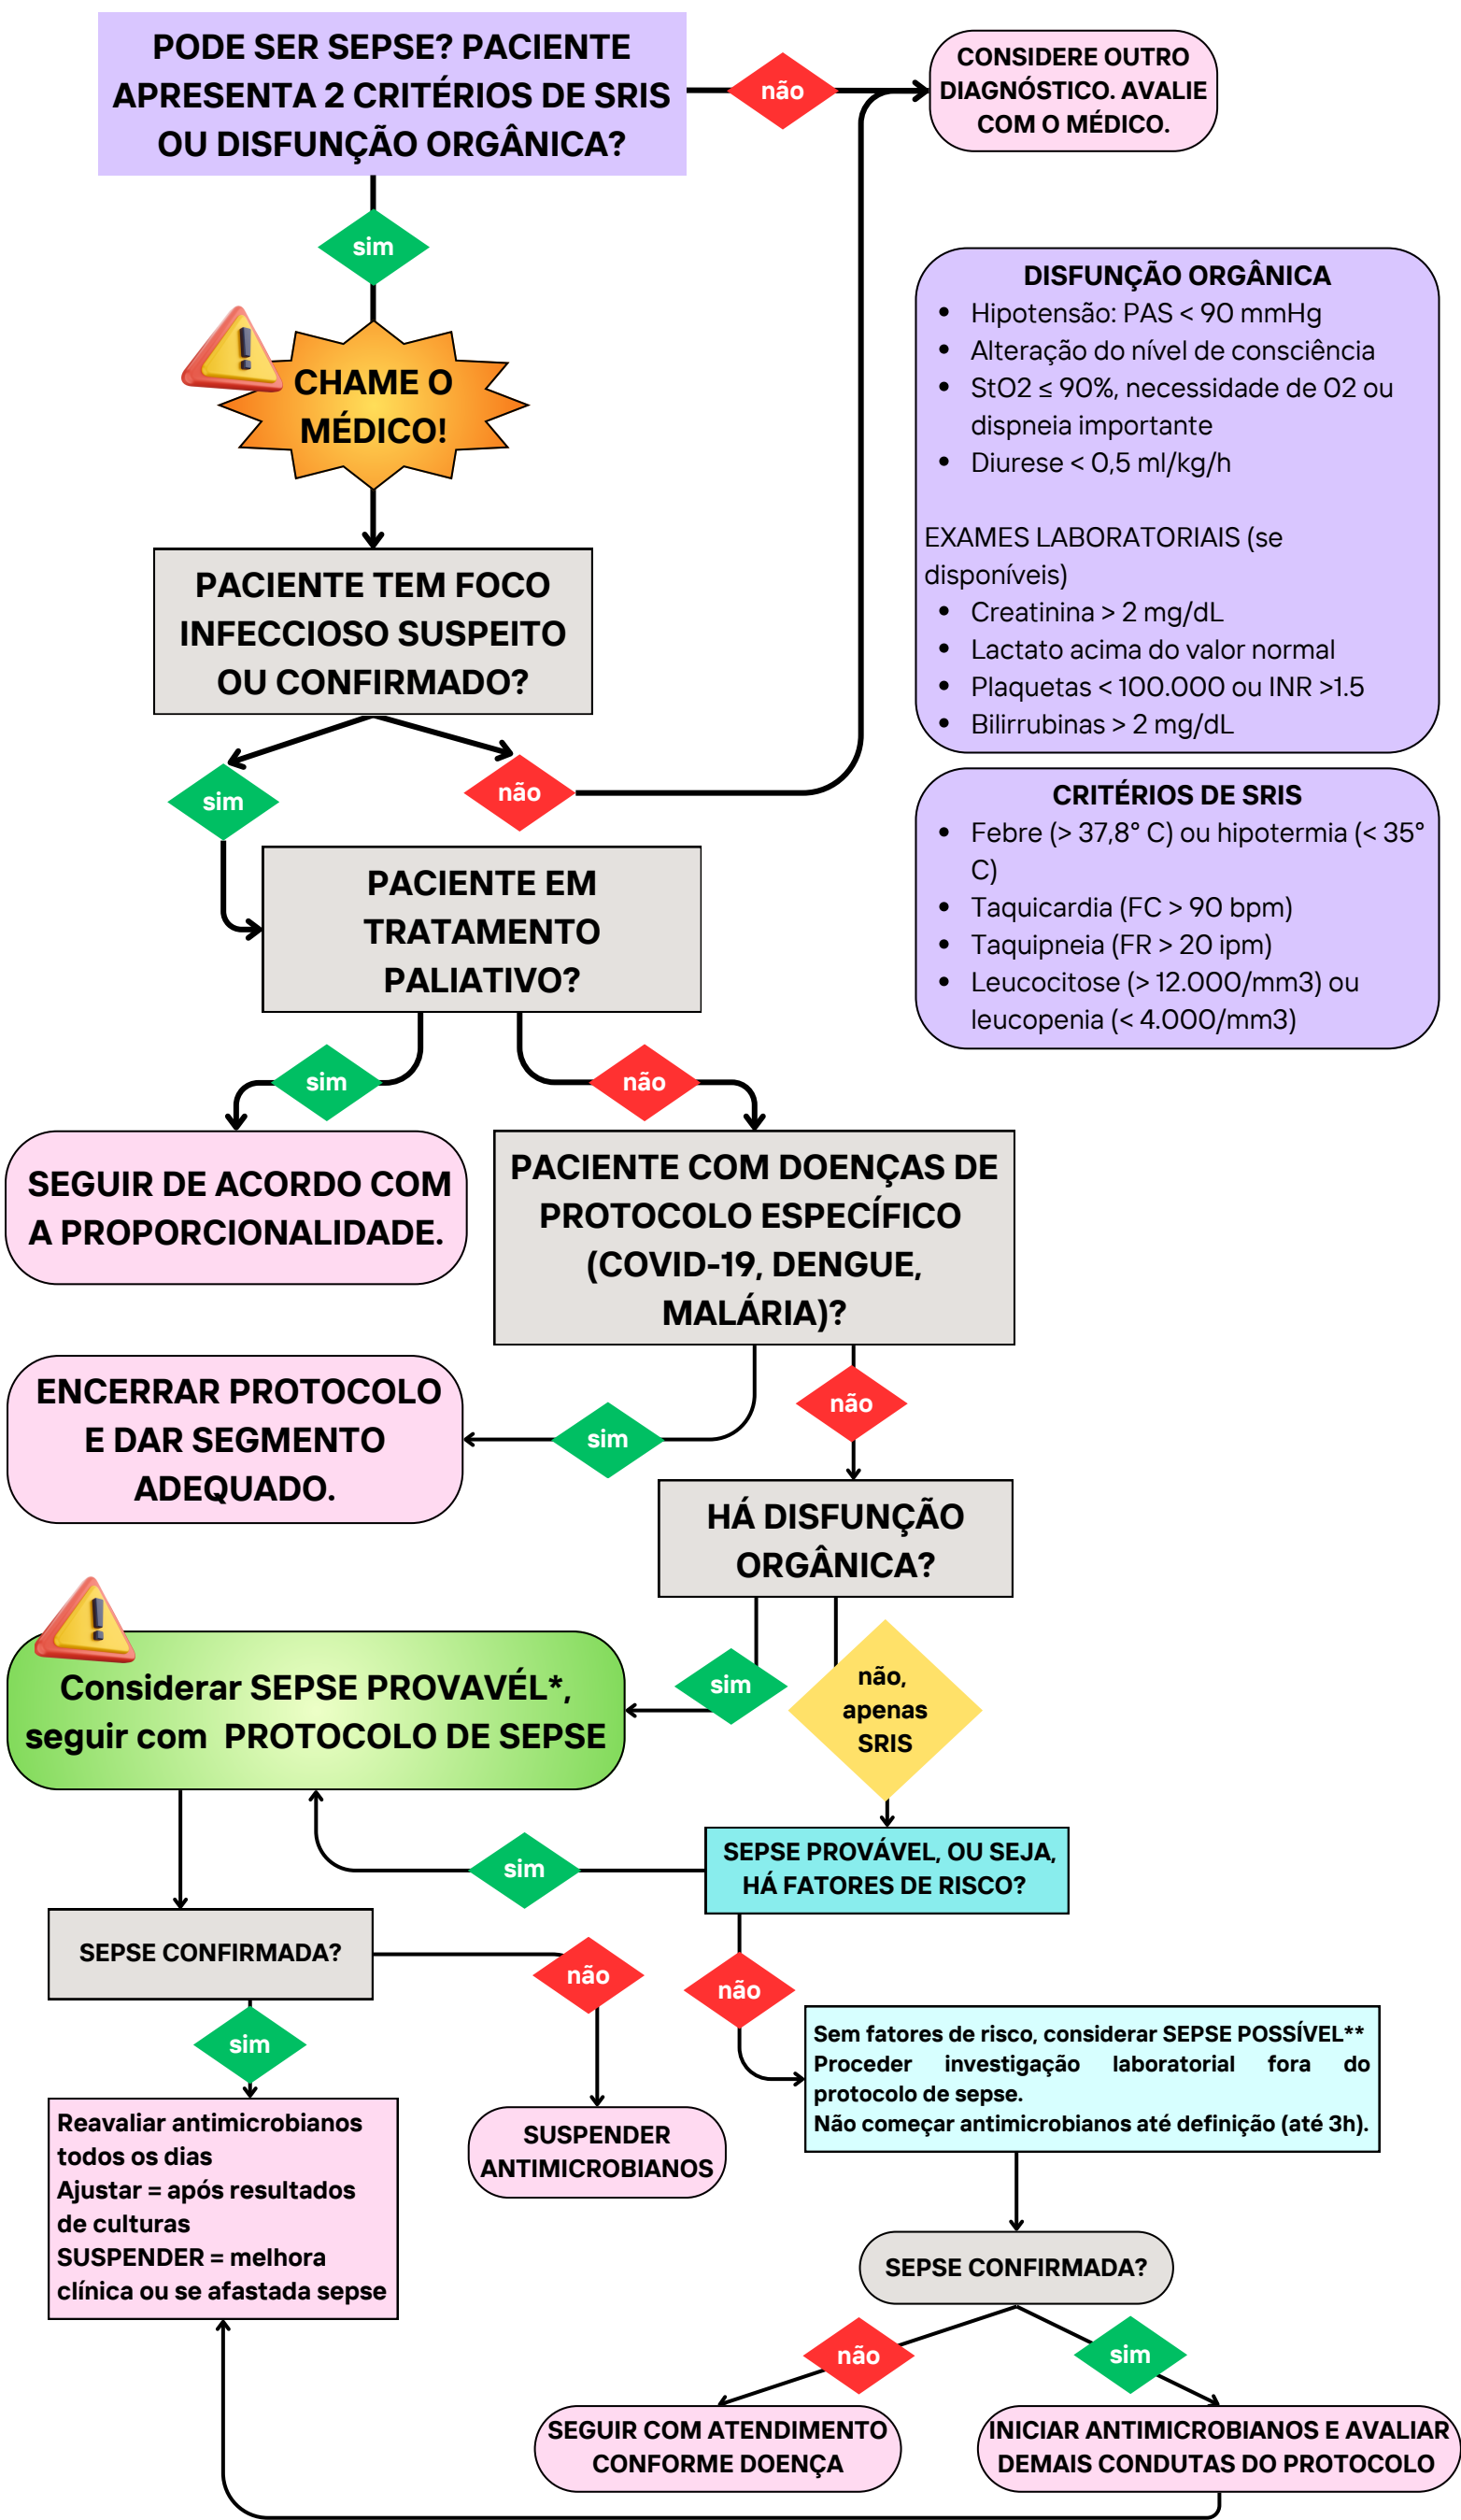 PODE SER SEPSE? PACIENTE
APRESENTA 2 CRITÉRIOS DE SRIS
OU DISFUNÇÃO ORGÂNICA?
não
CONSIDERE OUTRO
DIAGNÓSTICO. AVALIE
COM O MÉDICO.
sim
CHAME O
MÉDICO!
DISFUNÇÃO ORGÂNICA
• Hipotensão: PAS < 90 mmHg
• Alteração do nível de consciência
• StO2 ≤ 90%, necessidade de 02 ou
dispneia importante
• Diurese < 0,5 ml/kg/h
EXAMES LABORATORIAIS (se
disponíveis)
• Creatinina > 2 mg/dL
• Lactato acima do valor normal
• Plaquetas < 100.000 ou INR >1.5
• Bilirrubinas > 2 mg/dL
PACIENTE TEM FOCO
INFECCIOSO SUSPEITO
OU CONFIRMADO?
sim
não
CRITÉRIOS DE SRIS
• Febre (> 37,8° C) ou hipotermia (< 35°
C)
• Taquicardia (FC > 90 bpm)
• Taquipneia (FR > 20 ipm)
• Leucocitose (> 12.000/mm3) ou
leucopenia (< 4.000/mm3)
PACIENTE EM
TRATAMENTO
PALIATIVO?
sim
não
SEGUIR DE ACORDO COM
A PROPORCIONALIDADE.
PACIENTE COM DOENÇAS DE
PROTOCOLO ESPECÍFICO
(COVID-19, DENGUE,
MALÁRIA)?
ENCERRAR PROTOCOLO
E DAR SEGMENTO
ADEQUADO.
sim
não
HÁ DISFUNÇÃO
ORGÂNICA?
Considerar SEPSE PROVAVÉL*,
seguir com PROTOCOLO DE SEPSE
sim
não,
apenas
SRIS
SEPSE PROVÁVEL, OU SEJA,
HÁ FATORES DE RISCO?
sim
SEPSE CONFIRMADA?
não
não
sim
Sem fatores de risco, considerar SEPSE POSSÍVEL**
Proceder investigação laboratorial fora do
protocolo de sepse.
Não começar antimicrobianos até definição (até 3h).
Reavaliar antimicrobianos
todos os dias
Ajustar = após resultados
de culturas
SUSPENDER = melhora
clínica ou se afastada sepse
SUSPENDER
ANTIMICROBIANOS
SEPSE CONFIRMADA?
não
sim
SEGUIR COM ATENDIMENTO
CONFORME DOENÇA
INICIAR ANTIMICROBIANOS E AVALIAR
DEMAIS CONDUTAS DO PROTOCOLO